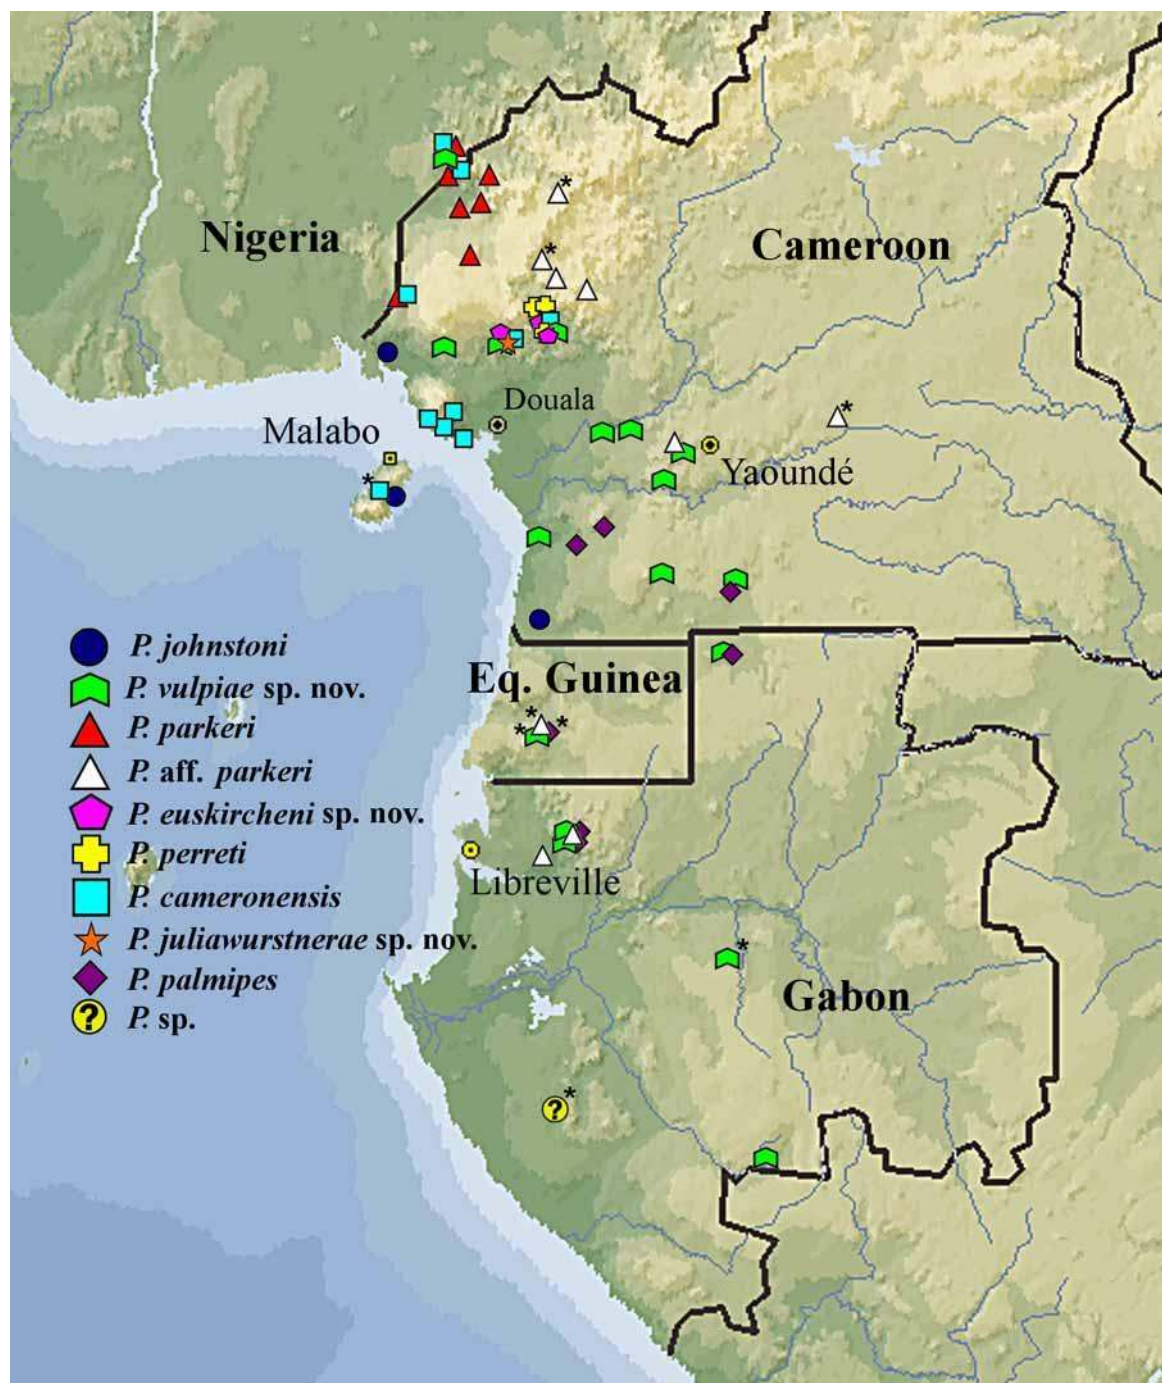 Nigeria
Cameroon
Douala
Malabo
Yaoundé
Eq. Guinea
P. johnstoni
P. vulpiae sp. nov.
P. parkeri
P. aff. parkeri
P. euskircheni sp. nov.
P. perreti
P. cameronensis
P. juliawurstnerae sp. nov.
P. palmipes
? P. sp.
Libreville
Gabon
?